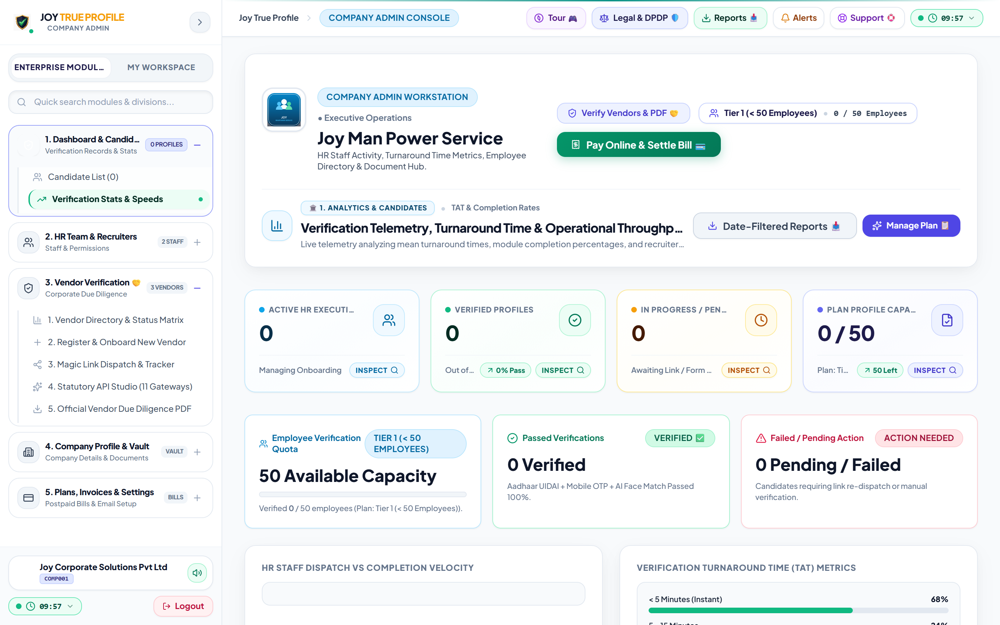 JOY TRUE PROFILE
COMPANY ADMIN
ENTERPRISE MODUL...
MY WORKSPACE
Quick search modules & divisions...
1. Dashboard & Candid...
Verification Records & Stats
0 PROFILES
Candidate List (0)
Verification Stats & Speeds
2. HR Team & Recruiters
Staff & Permissions
2 STAFF
3. Vendor Verification 🤝
Corporate Due Diligence
3 VENDORS
1. Vendor Directory & Status Matrix
2. Register & Onboard New Vendor
3. Magic Link Dispatch & Tracker
4. Statutory API Studio (11 Gateways)
5. Official Vendor Due Diligence PDF
4. Company Profile & Vault
Company Details & Documents
VAULT
5. Plans, Invoices & Settings
Postpaid Bills & Email Setup
BILLS
Joy Corporate Solutions Pvt Ltd
COMP001
09:57
Logout
Joy True Profile
COMPANY ADMIN CONSOLE
Tour 🎮
Legal & DPDP 🛡️
Reports 📥
Alerts
Support 🛟
09:57
JOY
COMPANY ADMIN WORKSTATION
● Executive Operations
Joy Man Power Service
HR Staff Activity, Turnaround Time Metrics, Employee
Directory & Document Hub.
Verify Vendors & PDF 🤝
Tier 1 (< 50 Employees) ● 0 / 50 Employees
Pay Online & Settle Bill 💳
🏛️ 1. ANALYTICS & CANDIDATES
TAT & Completion Rates
Verification Telemetry, Turnaround Time & Operational Throughp...
Live telemetry analyzing mean turnaround times, module completion percentages, and recruiter...
Date-Filtered Reports 📥
Manage Plan 📋
ACTIVE HR EXECUTI...
0
Managing Onboarding
INSPECT
VERIFIED PROFILES
0
Out of...
0% Pass
INSPECT
IN PROGRESS / PEN...
0
Awaiting Link / Form ...
INSPECT
PLAN PROFILE CAPA...
0 / 50
Plan: Ti...
50 Left
INSPECT
Employee Verification
Quota
TIER 1 (< 50
EMPLOYEES)
50 Available Capacity
Verified 0 / 50 employees (Plan: Tier 1 (< 50 Employees)).
Passed Verifications
VERIFIED ✅
0 Verified
Aadhaar UIDAI + Mobile OTP + AI Face Match Passed
100%.
Failed / Pending Action
ACTION NEEDED
0 Pending / Failed
Candidates requiring link re-dispatch or manual
verification.
HR STAFF DISPATCH VS COMPLETION VELOCITY
VERIFICATION TURNAROUND TIME (TAT) METRICS
< 5 Minutes (Instant)
68%